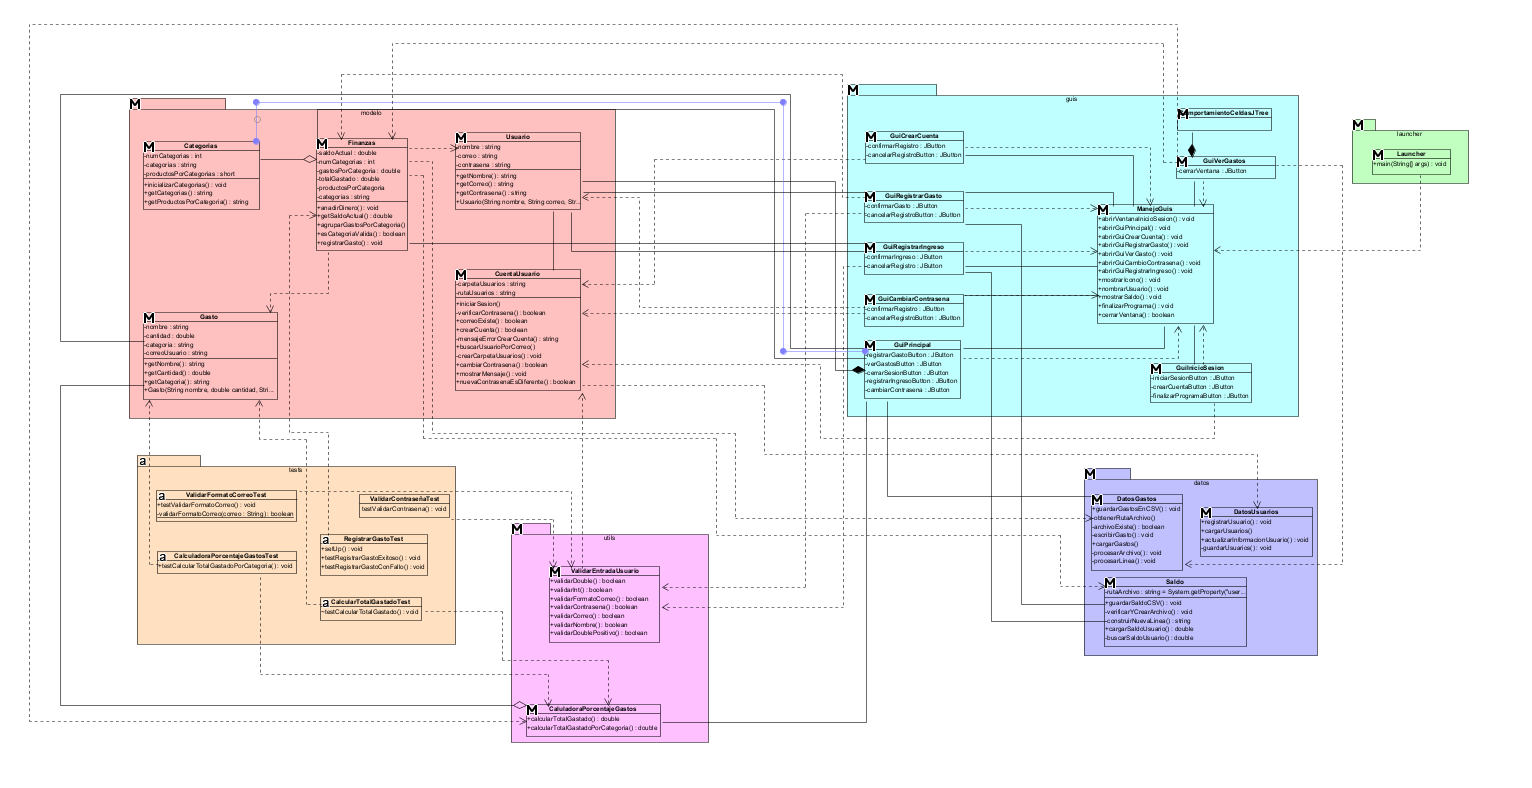 modelo
Categorias
-numCategorias : int
-categorias : string
-productosPorCategorias : short
+inicializarCategorias() : void
+getCategorias() : string
+getProductosPorCategoria() : string
Finanzas
-saldoActual : double
-numCategorias : int
-gastosPorCategoria : double
-totalGastado : double
-productosPorCategoria
-categorias : string
+anadirDinero() : void
+getSaldoActual() : double
+agruparGastosPorCategoria()
+esCategoriaValida() : boolean
+registrarGasto() : void
Usuario
-nombre : string
-correo : string
-contrasena : string
+getNombre() : string
+getCorreo() : string
+getContrasena() : string
+Usuario(String nombre, String correo, Str...
CuentaUsuario
-carpetaUsuarios : string
-rutaUsuarios : string
+iniciarSesion()
-verificarContrasena() : boolean
+correoExiste() : boolean
+crearCuenta() : boolean
-mensajeErrorCrearCuenta() : string
+buscarUsuarioPorCorreo()
-crearCarpetaUsuarios() : void
+cambiarContrasena() : boolean
+mostrarMensaje() : void
+nuevaContrasenaEsDiferente() : boolean
Gasto
-nombre : string
-cantidad : double
-categoria : string
-correoUsuario : string
+getNombre() : string
+getCantidad() : double
+getCategoria() : string
+Gasto(String nombre, double cantidad, Stri...
guis
GuiCrearCuenta
-confirmarRegistro : JButton
-cancelarRegistroButton : JButton
GuiRegistrarGasto
-confirmarGasto : JButton
-cancelarRegistroButton : JButton
GuiRegistrarIngreso
-confirmarIngreso : JButton
-cancelarRegistro : JButton
GuiCambiarContrasena
-confirmarRegistro : JButton
-cancelarRegistroButton : JButton
GuiPrincipal
-registrarGastoButton : JButton
-verGastosButton : JButton
-cerrarSesionButton : JButton
-registrarIngresoButton : JButton
-cambiarContrasena : JButton
mportamientoCeldasJTree
GuiVerGastos
-cerrarVentana : JButton
ManejoGuis
+abrirVentanaInicioSesion() : void
+abrirGuiPrincipal() : void
+abrirGuiCrearCuenta() : void
+abrirGuiRegistrarGasto() : void
+abrirGuiVerGasto() : void
+abrirGuiCambioContrasena() : void
+abrirGuiRegistrarIngreso() : void
+mostrarIcono() : void
+nombrarUsuario() : void
+mostrarSaldo() : void
+finalizarPrograma() : void
+cerrarVentana() : boolean
GuiInicioSesion
-iniciarSesionButton : JButton
-crearCuentaButton : JButton
-finalizarProgramaButton : JButton
launcher
Launcher
+main(String[] args) : void
tests
ValidarFormatoCorreoTest
+testValidarFormatoCorreo() : void
-validarFormatoCorreo(correo : String) : boolean
ValidarContraseñaTest
testValidarContrasena() : void
RegistrarGastoTest
+setUp() : void
+testRegistrarGastoExitoso() : void
+testRegistrarGastoConFallo() : void
CalculadoraPorcentajeGastosTest
+testCalcularTotalGastadoPorCategoria() : void
CalcularTotalGastadoTest
-testCalcularTotalGastado() : void
utils
ValidarEntradaUsuario
+validarDouble() : boolean
+validarInt() : boolean
+validarFormatoCorreo() : boolean
+validarContrasena() : boolean
+validarCorreo() : boolean
+validarNombre() : boolean
+validarDoublePositivo() : boolean
CaluladoraPorcentajeGastos
+calcularTotalGastado() : double
+calcularTotalGastadoPorCategoria() : double
datos
DatosGastos
+guardarGastosEnCSV() : void
-obtenerRutaArchivo()
-archivoExiste() : boolean
-escribirGasto() : void
+cargarGastos()
-procesarArchivo() : void
-procesarLinea() : void
DatosUsuarios
+registrarUsuario() : void
+cargarUsuarios()
+actualizarInformacionUsuario() : void
-guardarUsuarios() : void
Saldo
-rutaArchivo : string = System.getProperty("user...
+guardarSaldoCSV() : void
-verificarYCrearArchivo() : void
-construirNuevaLinea() : string
+cargarSaldoUsuario() : double
-buscarSaldoUsuario() : double